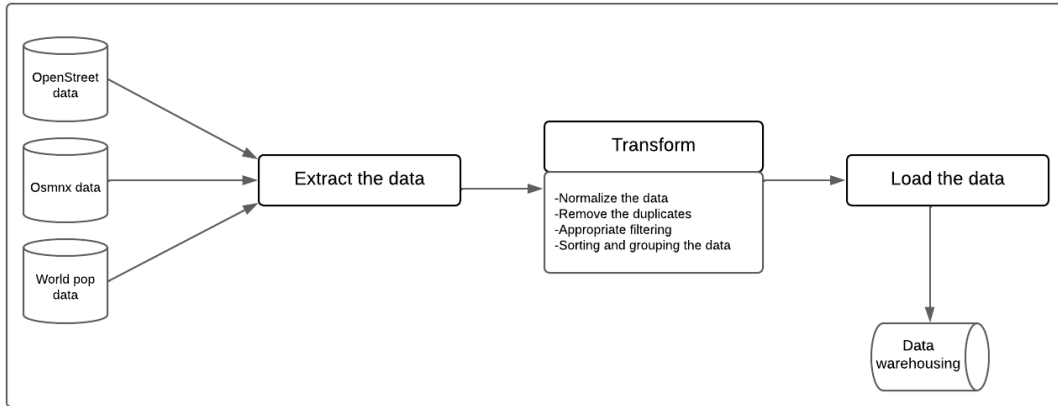 OpenStreet
data
Osmnx data
World pop
data
Extract the data
Transform
-Normalize the data
-Remove the duplicates
-Appropriate filtering
-Sorting and grouping the data
Load the data
Data
warehousing